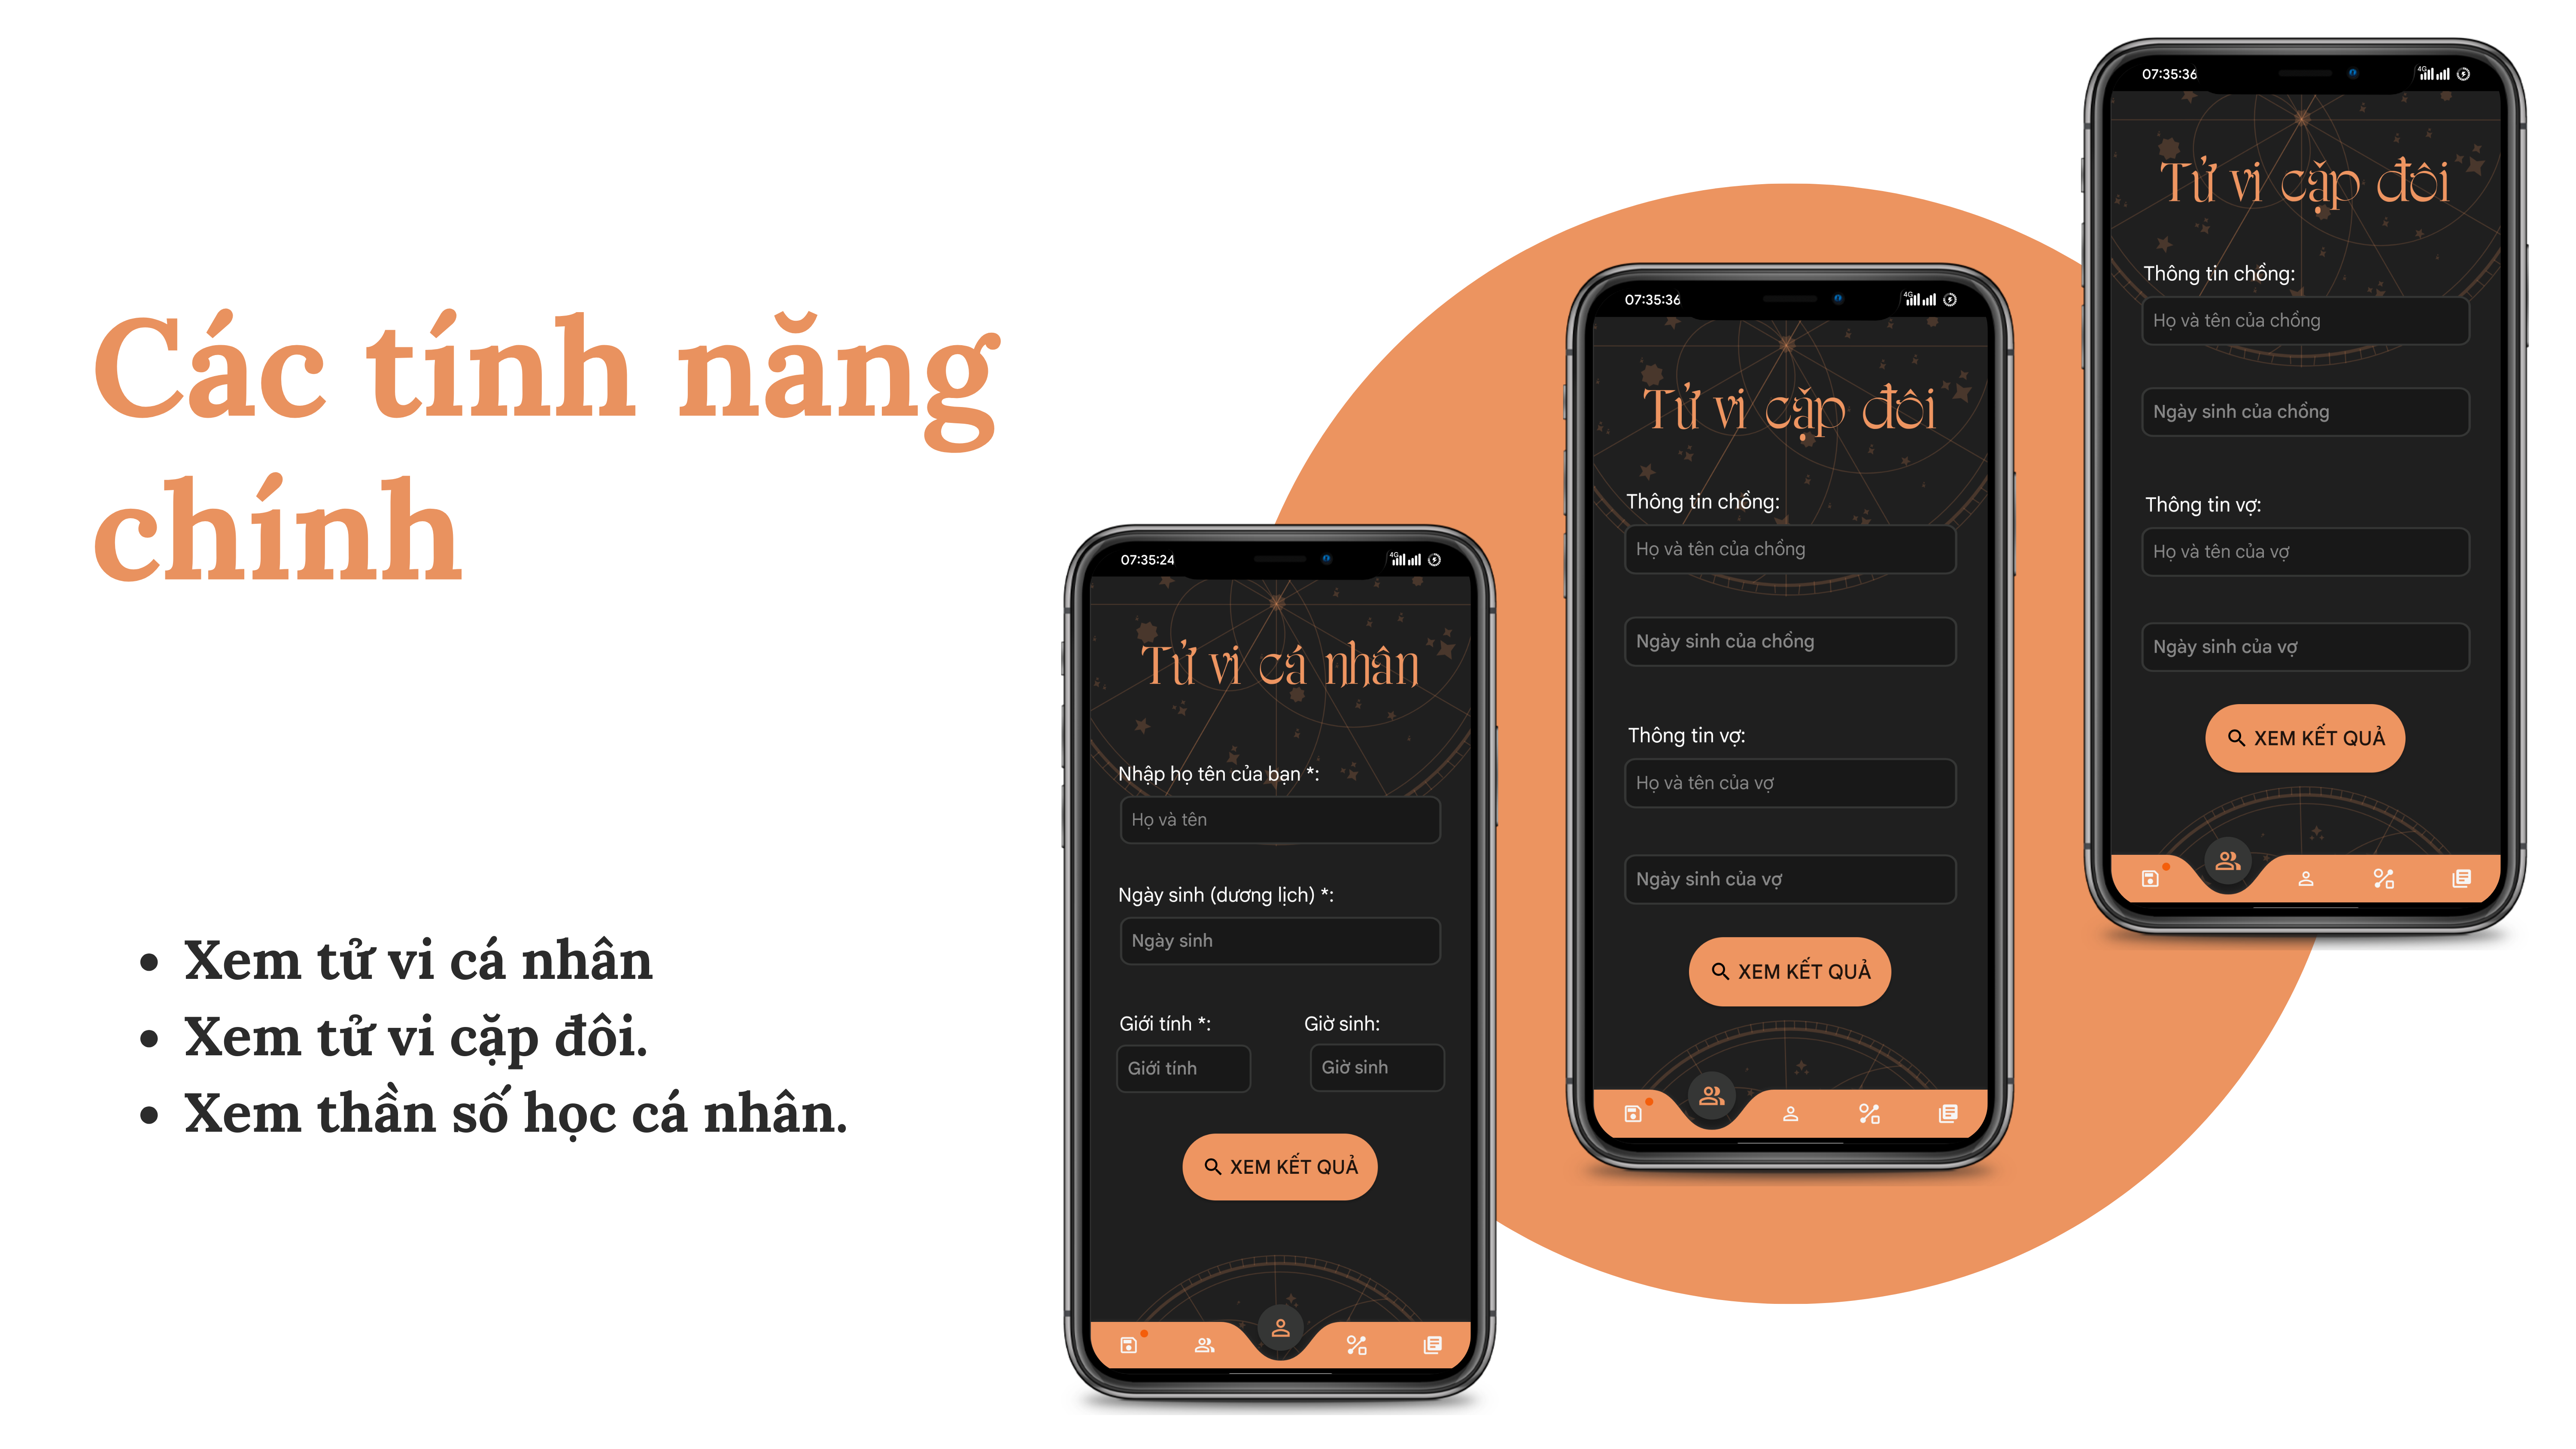 Các tính năng
chính
• Xem tử vi cá nhân
• Xem tử vi cặp đôi.
• Xem thần số học cá nhân.
07:35:24
4G
Tử vi cá nhân
Nhập họ tên của bạn *:
Họ và tên
Ngày sinh (dương lịch) *:
Ngày sinh
Giới tính *:
Giờ sinh:
Giới tính
Giờ sinh
XEM KẾT QUẢ
07:35:36
4G
Tử vi cặp đôi
Thông tin chồng:
Họ và tên của chồng
Ngày sinh của chồng
Thông tin vợ:
Họ và tên của vợ
Ngày sinh của vợ
XEM KẾT QUẢ
07:35:36
4G
Tử vi cặp đôi
Thông tin chồng:
Họ và tên của chồng
Ngày sinh của chồng
Thông tin vợ:
Họ và tên của vợ
Ngày sinh của vợ
XEM KẾT QUẢ